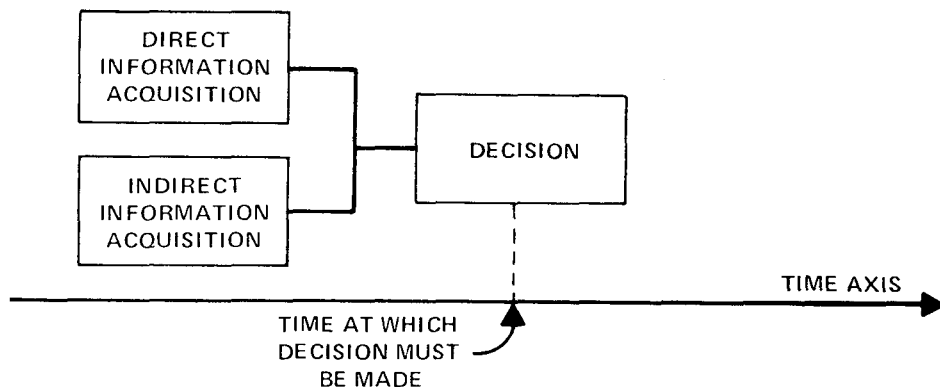 DIRECT
INFORMATION
ACQUISITION
DECISION
INDIRECT
INFORMATION
ACQUISITION
TIME AXIS
TIME AT WHICH
DECISION MUST
BE MADE